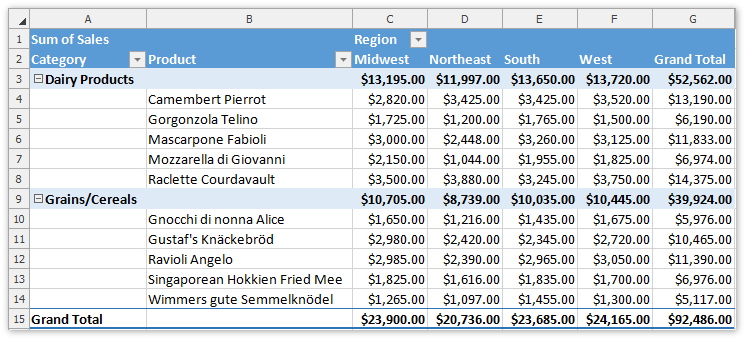 A B C D E F G
1 Sum of Sales Region
2 Category Product Midwest Northeast South West Grand Total
3 Dairy Products $13,195.00 $11,997.00 $13,650.00 $13,720.00 $52,562.00
4 Camembert Pierrot $2,820.00 $3,425.00 $3,425.00 $3,520.00 $13,190.00
5 Gorgonzola Telino $1,725.00 $1,200.00 $1,765.00 $1,500.00 $6,190.00
6 Mascarpone Fabioli $3,000.00 $2,448.00 $3,260.00 $3,125.00 $11,833.00
7 Mozzarella di Giovanni $2,150.00 $1,044.00 $1,955.00 $1,825.00 $6,974.00
8 Raclette Courdavault $3,500.00 $3,880.00 $3,245.00 $3,750.00 $14,375.00
9 Grains/Cereals $10,705.00 $8,739.00 $10,035.00 $10,445.00 $39,924.00
10 Gnocchi di nonna Alice $1,650.00 $1,216.00 $1,435.00 $1,675.00 $5,976.00
11 Gustaf's Knäckebröd $2,980.00 $2,420.00 $2,345.00 $2,720.00 $10,465.00
12 Ravioli Angelo $2,985.00 $2,390.00 $2,965.00 $3,050.00 $11,390.00
13 Singaporean Hokkien Fried Mee $1,825.00 $1,616.00 $1,835.00 $1,700.00 $6,976.00
14 Wimmers gute Semmelknödel $1,265.00 $1,097.00 $1,455.00 $1,300.00 $5,117.00
15 Grand Total $23,900.00 $20,736.00 $23,685.00 $24,165.00 $92,486.00